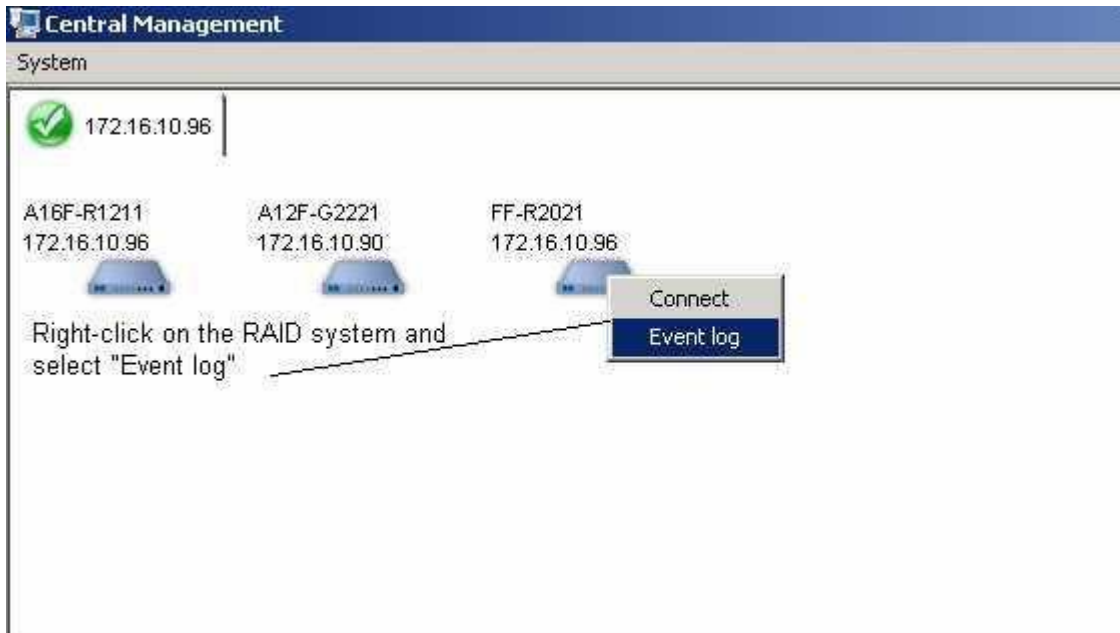 Central Management
System
172.16.10.96
A16F-R1211
172.16.10.96
A12F-G2221
172.16.10.90
FF-R2021
172.16.10.96
Connect
Event log
Right-click on the RAID system and
select "Event log"